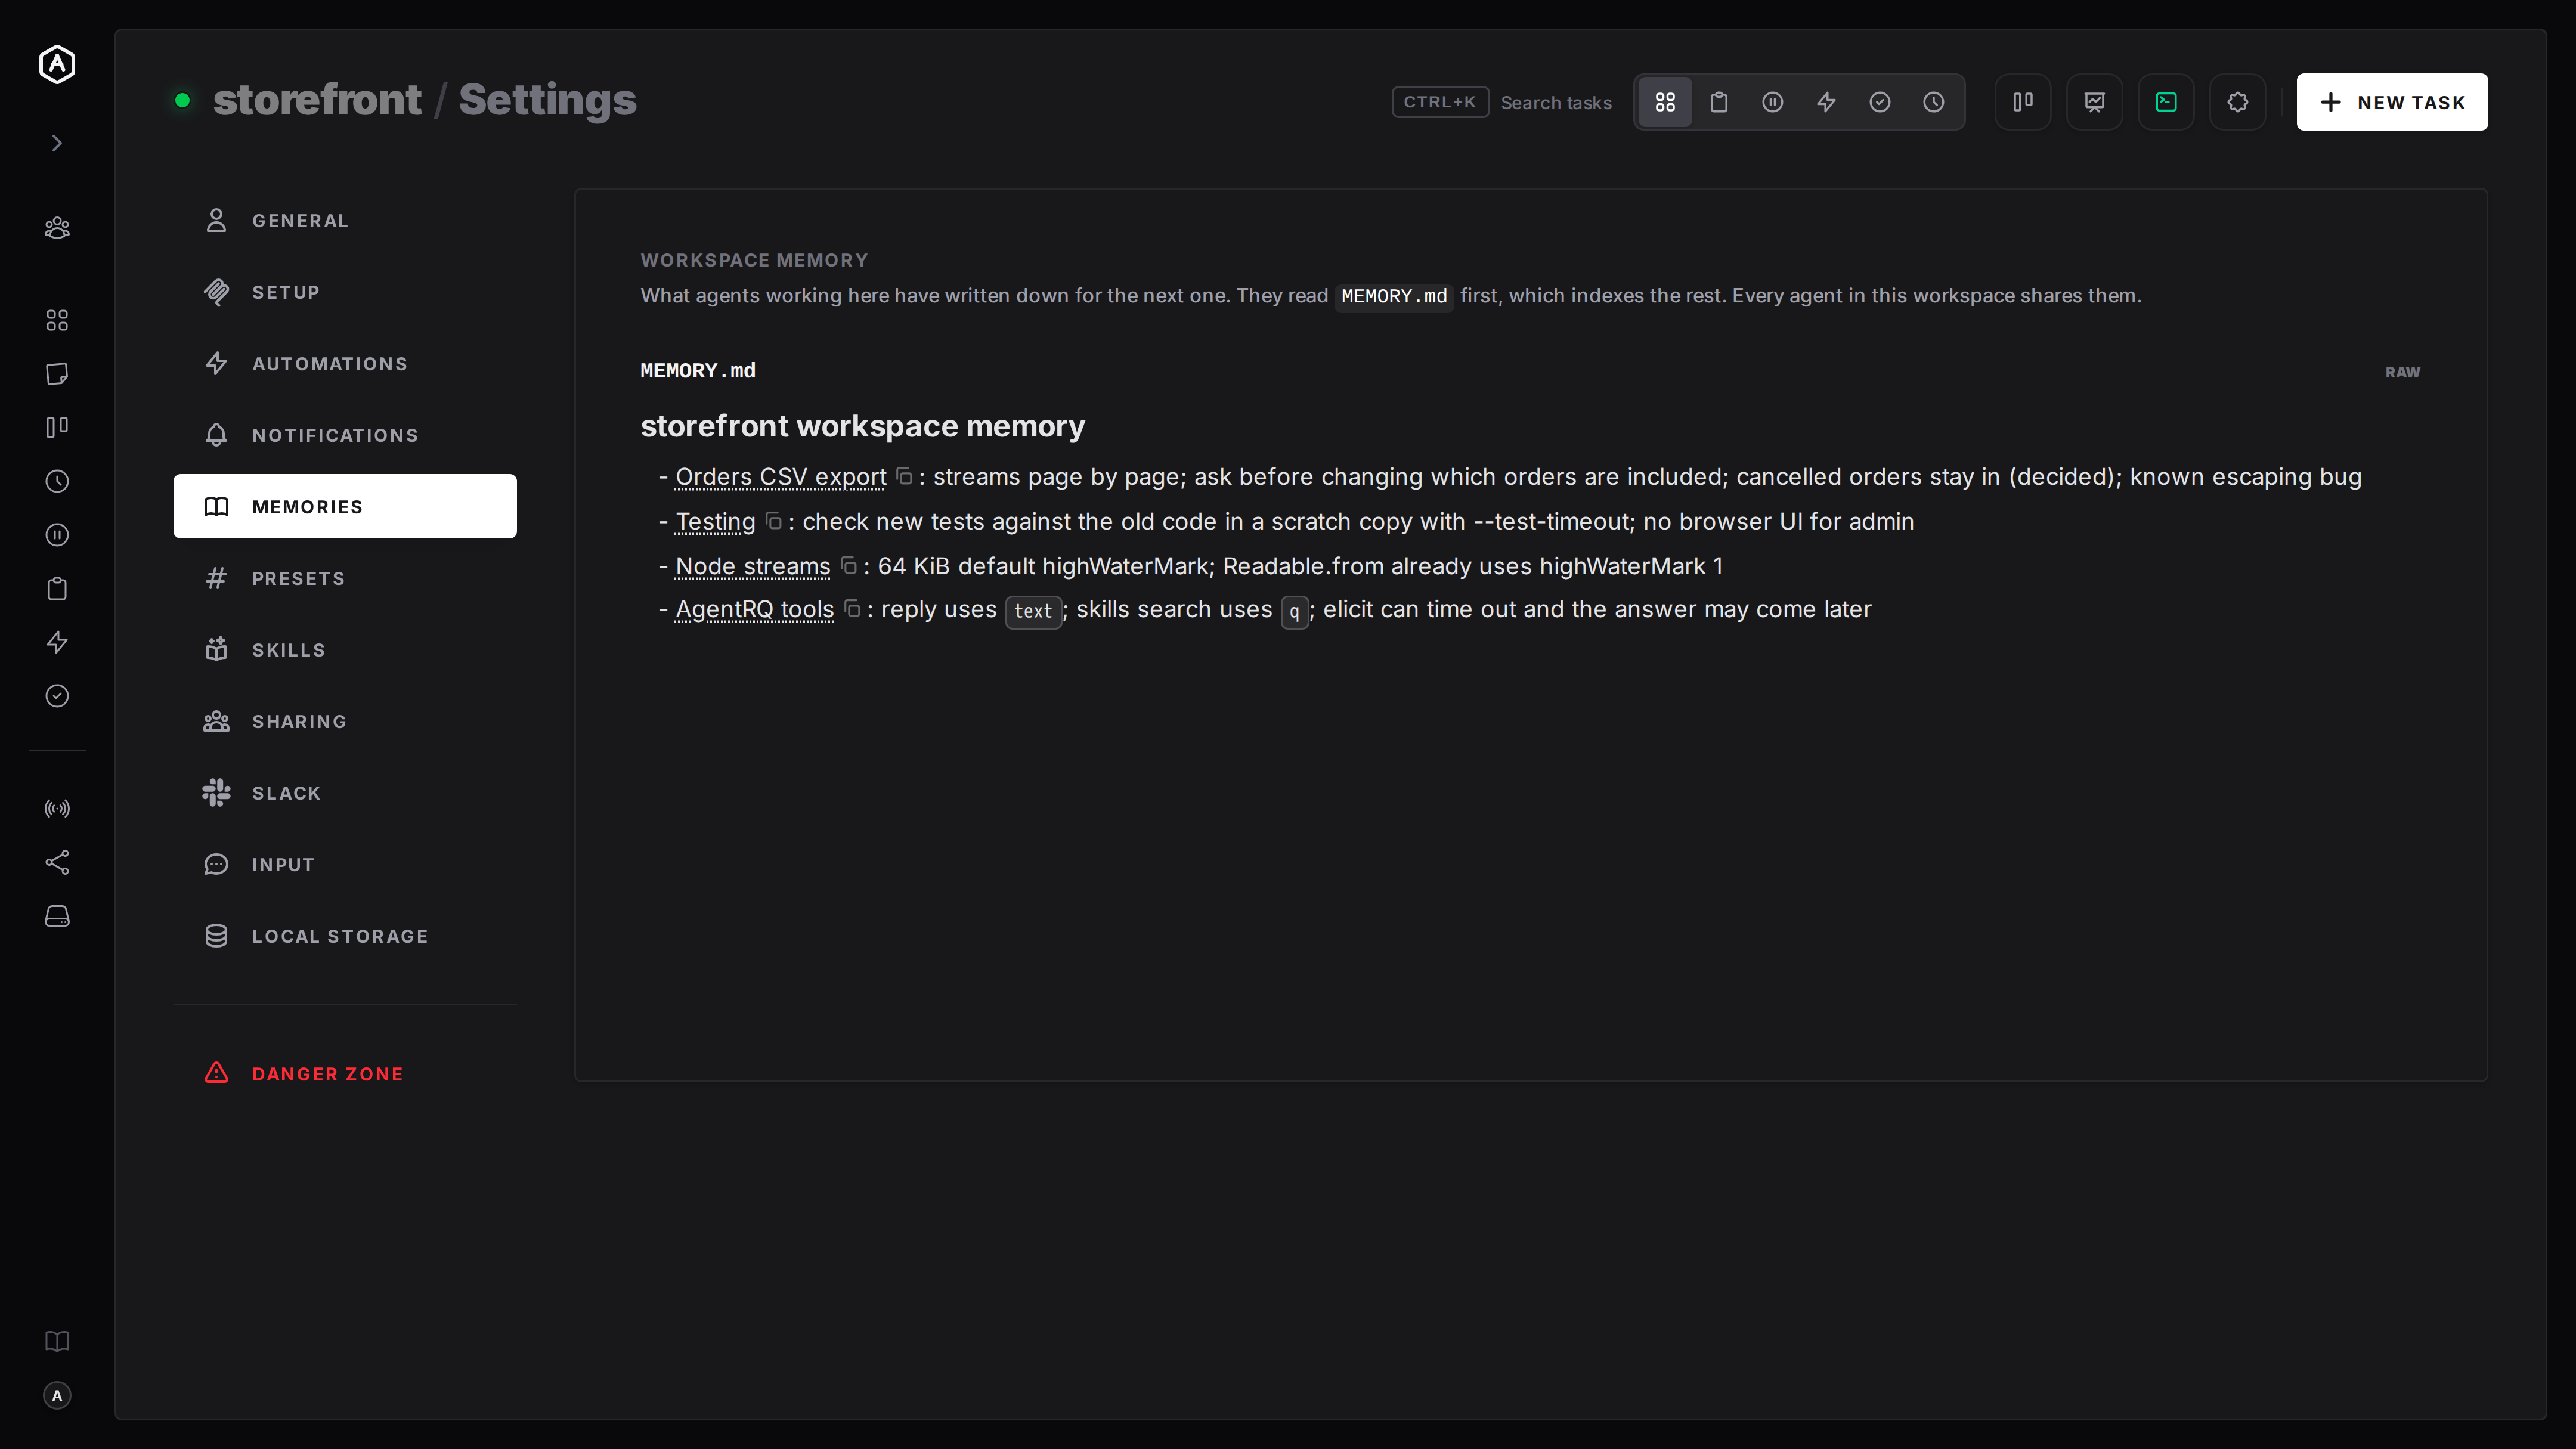 storefront / Settings
CTRL+K Search tasks
NEW TASK
GENERAL
SETUP
AUTOMATIONS
NOTIFICATIONS
MEMORIES
PRESETS
SKILLS
SHARING
SLACK
INPUT
LOCAL STORAGE
DANGER ZONE
WORKSPACE MEMORY
What agents working here have written down for the next one. They read MEMORY.md first, which indexes the rest. Every agent in this workspace shares them.
MEMORY.md
RAW
storefront workspace memory
- Orders CSV export : streams page by page; ask before changing which orders are included; cancelled orders stay in (decided); known escaping bug
- Testing : check new tests against the old code in a scratch copy with --test-timeout; no browser UI for admin
- Node streams : 64 KiB default highWaterMark; Readable.from already uses highWaterMark 1
- AgentRQ tools : reply uses text; skills search uses q; elicit can time out and the answer may come later
A